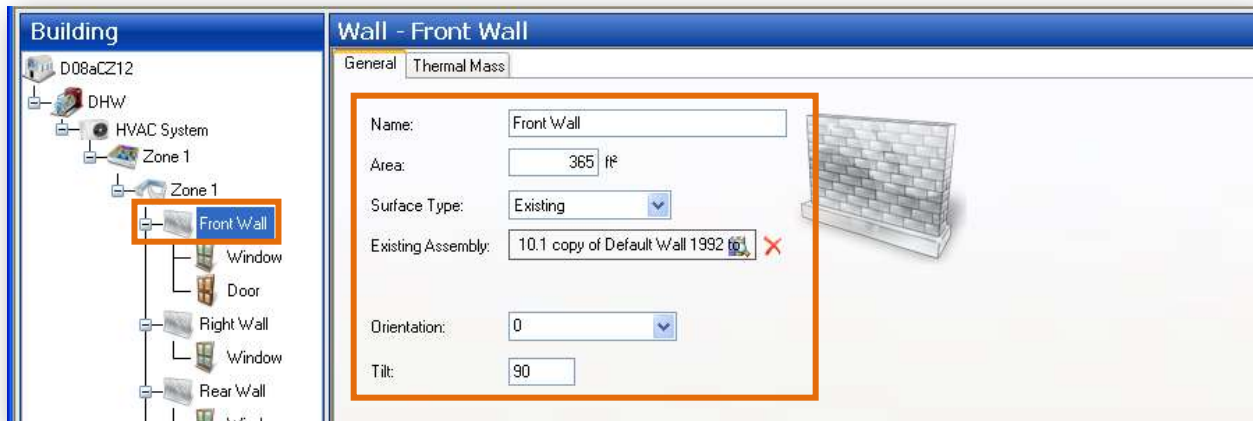 Building
D08aCZ12
DHW
HVAC System
Zone 1
Zone 1
Front Wall
Window
Door
Right Wall
Window
Rear Wall
Wall - Front Wall
General Thermal Mass
Name: Front Wall
Area: 365 ft²
Surface Type: Existing
Existing Assembly: 10.1 copy of Default Wall 1992 to
Orientation: 0
Tilt: 90